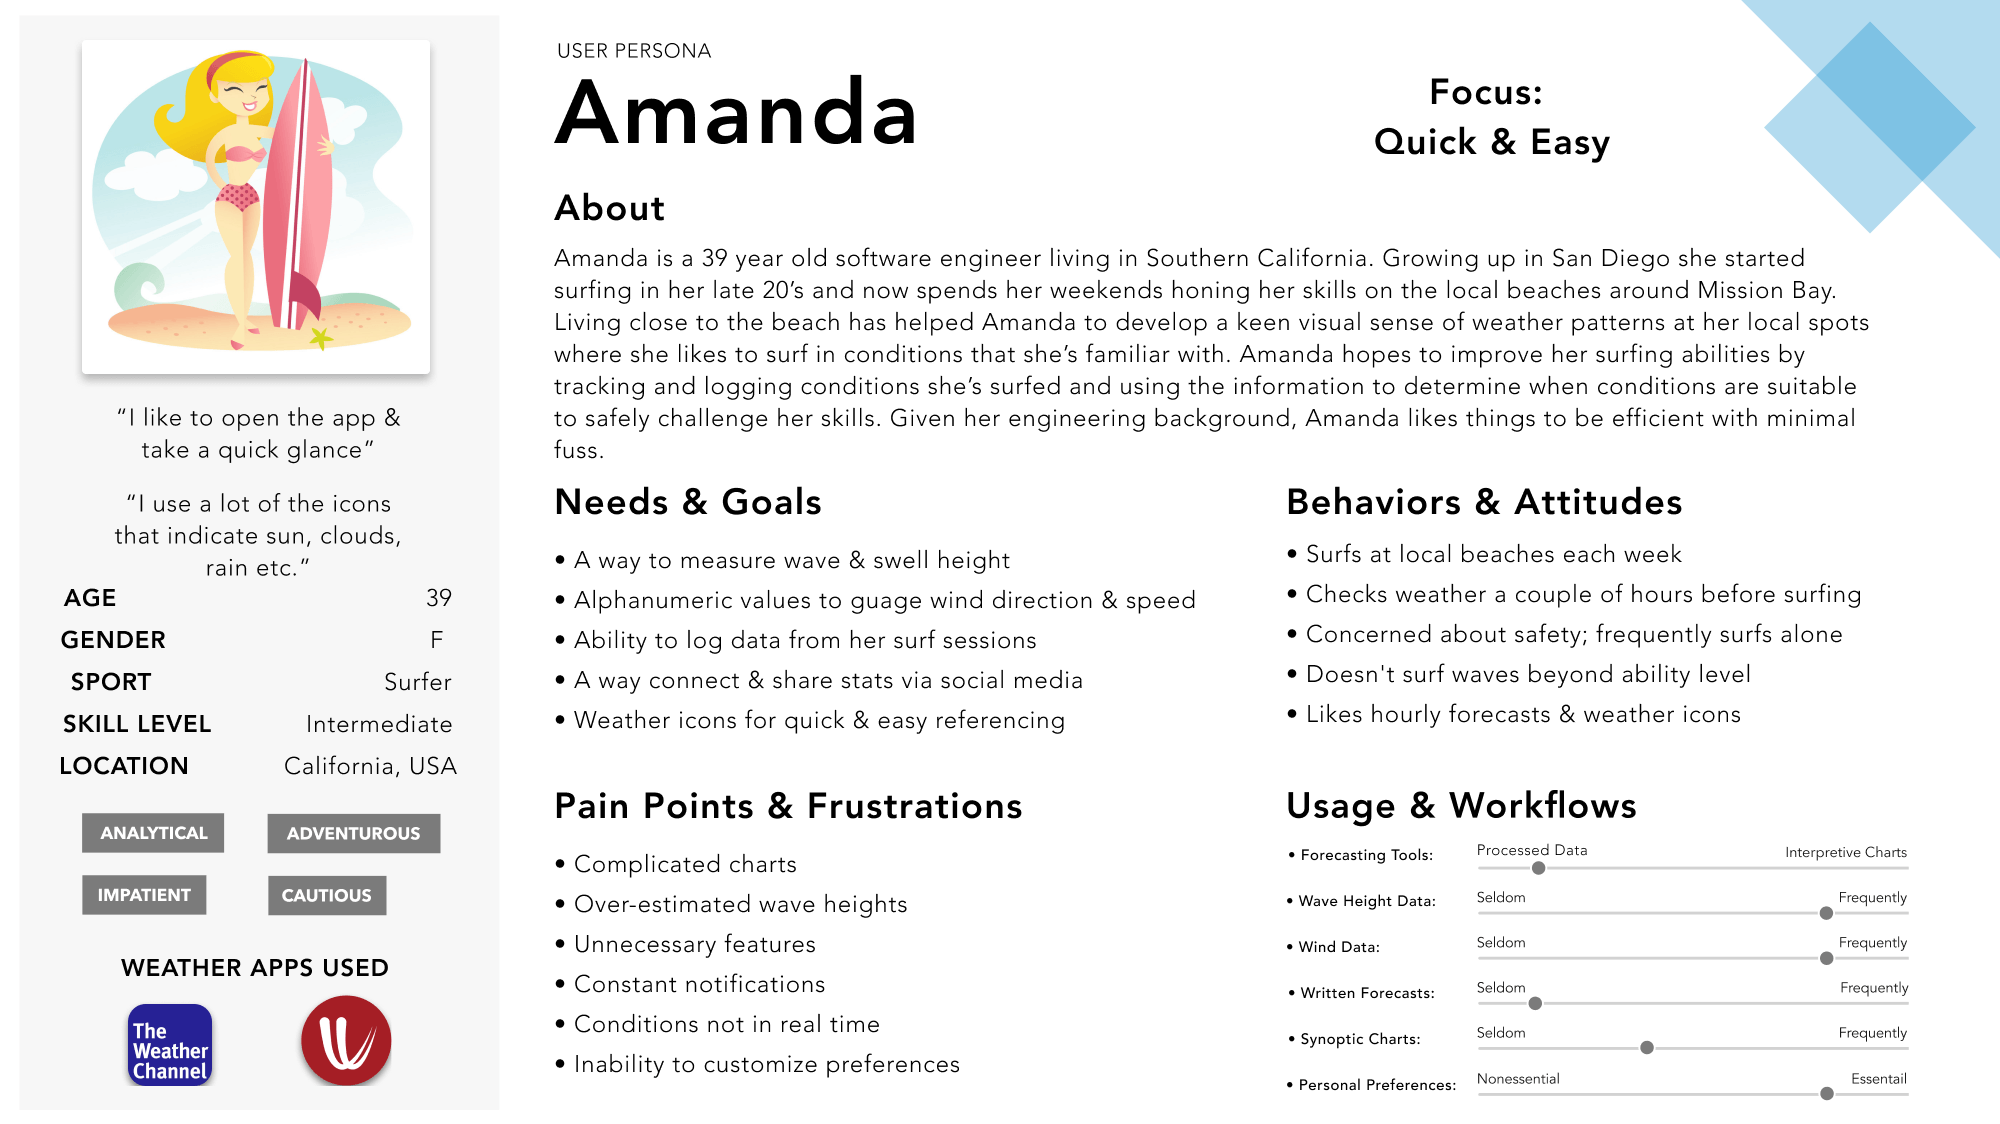 USER PERSONA
Amanda
Focus:
Quick & Easy
About
Amanda is a 39 year old software engineer living in Southern California. Growing up in San Diego she started
surfing in her late 20’s and now spends her weekends honing her skills on the local beaches around Mission Bay.
Living close to the beach has helped Amanda to develop a keen visual sense of weather patterns at her local spots
where she likes to surf in conditions that she’s familiar with. Amanda hopes to improve her surfing abilities by
tracking and logging conditions she’s surfed and using the information to determine when conditions are suitable
to safely challenge her skills. Given her engineering background, Amanda likes things to be efficient with minimal
fuss.
“I like to open the app &
take a quick glance”
“I use a lot of the icons
that indicate sun, clouds,
rain etc.”
AGE 39
GENDER F
SPORT Surfer
SKILL LEVEL Intermediate
LOCATION California, USA
ANALYTICAL ADVENTUROUS
IMPATIENT CAUTIOUS
WEATHER APPS USED
The
Weather
Channel
Needs & Goals
• A way to measure wave & swell height
• Alphanumeric values to guage wind direction & speed
• Ability to log data from her surf sessions
• A way connect & share stats via social media
• Weather icons for quick & easy referencing
Behaviors & Attitudes
• Surfs at local beaches each week
• Checks weather a couple of hours before surfing
• Concerned about safety; frequently surfs alone
• Doesn't surf waves beyond ability level
• Likes hourly forecasts & weather icons
Pain Points & Frustrations
• Complicated charts
• Over-estimated wave heights
• Unnecessary features
• Constant notifications
• Conditions not in real time
• Inability to customize preferences
Usage & Workflows
• Forecasting Tools: Processed Data Interpretive Charts
• Wave Height Data: Seldom Frequently
• Wind Data: Seldom Frequently
• Written Forecasts: Seldom Frequently
• Synoptic Charts: Seldom Frequently
• Personal Preferences: Nonessential Essentail